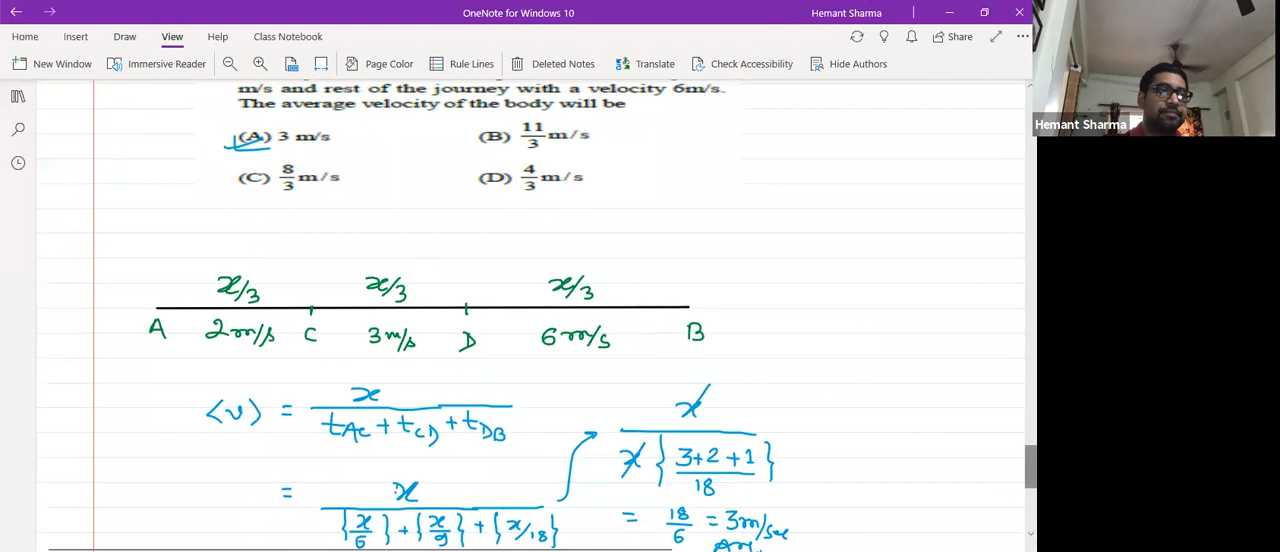 OneNote for Windows 10
Hemant Sharma
Home Insert Draw View Help Class Notebook
Share
New Window Immersive Reader Page Color Rule Lines Deleted Notes Translate Check Accessibility Hide Authors
m/s and rest of the journey with a velocity 6m/s.
The average velocity of the body will be
(A) 3 m/s
(B) 11/3 m/s
(C) 8/3 m/s
(D) 4/3 m/s
Hemant Sharma
x/3 x/3 x/3
A 2m/s C 3m/s D 6m/s B
<v> = x / (tAC + tCD + tDB)
= x / ({x/6} + {x/9} + {x/18})
x / (x {(3+2+1)/18})
= 18/6 = 3m/sec